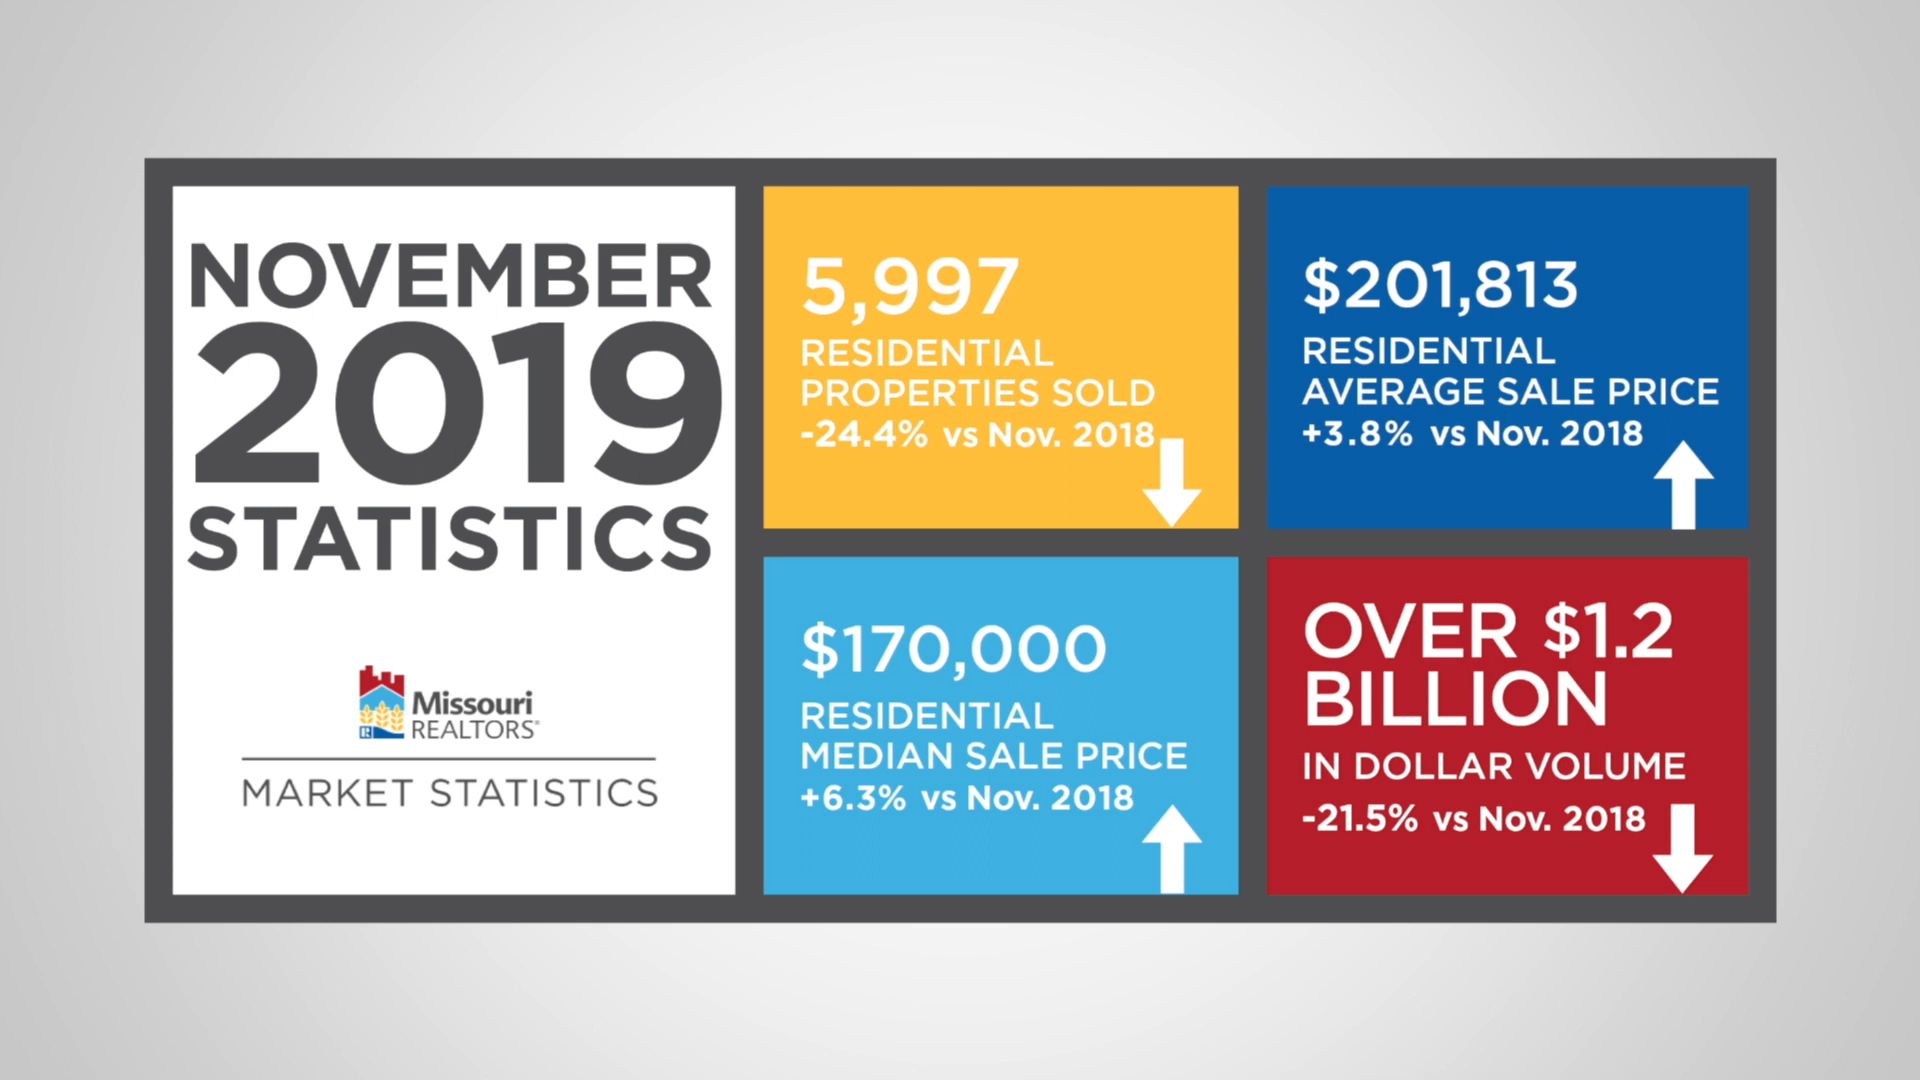 NOVEMBER
2019
STATISTICS
Missouri
REALTORS®
MARKET STATISTICS
5,997
RESIDENTIAL
PROPERTIES SOLD
-24.4% vs Nov. 2018
$201,813
RESIDENTIAL
AVERAGE SALE PRICE
+3.8% vs Nov. 2018
$170,000
RESIDENTIAL
MEDIAN SALE PRICE
+6.3% vs Nov. 2018
OVER $1.2
BILLION
IN DOLLAR VOLUME
-21.5% vs Nov. 2018